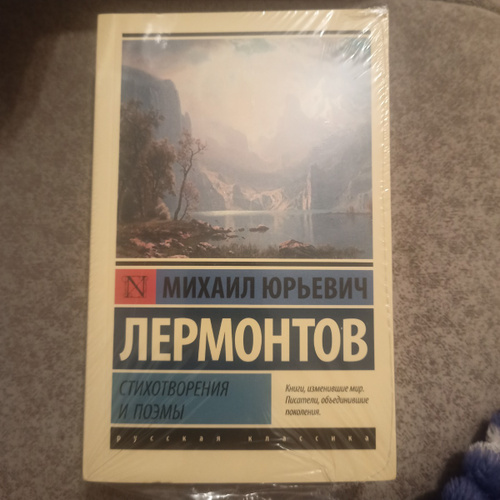 N
МИХАИЛ ЮРЬЕВИЧ
ЛЕРМОНТОВ
СТИХОТВОРЕНИЯ
И ПОЭМЫ
Книги, изменившие мир.
Писатели, объединившие
поколения.
русская классика